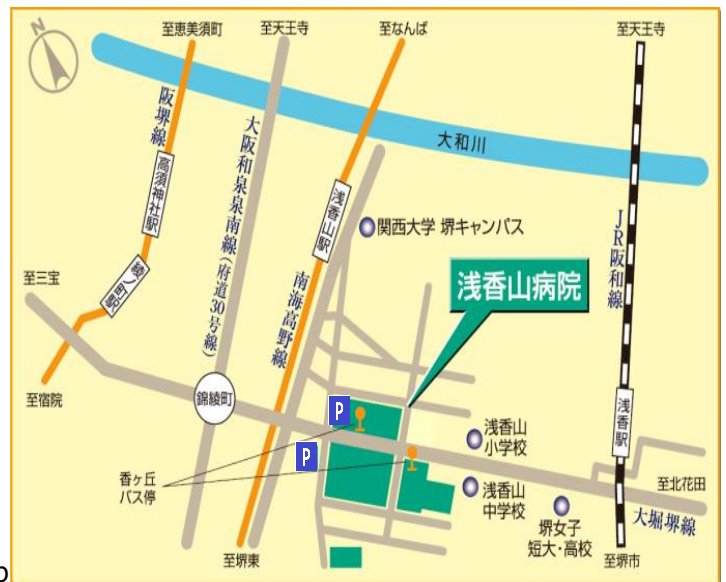 N
至恵美須町
至天王寺
至なんば
至天王寺
阪堺線
高須神社駅
綾ノ町駅
大阪和泉泉南線(府道30号線)
浅香山駅
南海高野線
大和川
関西大学 堺キャンパス
JR阪和線
浅香山病院
至三宝
至宿院
錦綾町
P
P
香ヶ丘
バス停
浅香山
小学校
浅香山
中学校
浅香駅
堺女子
短大・高校
至北花田
大堀堺線
至堺東
至堺市
p